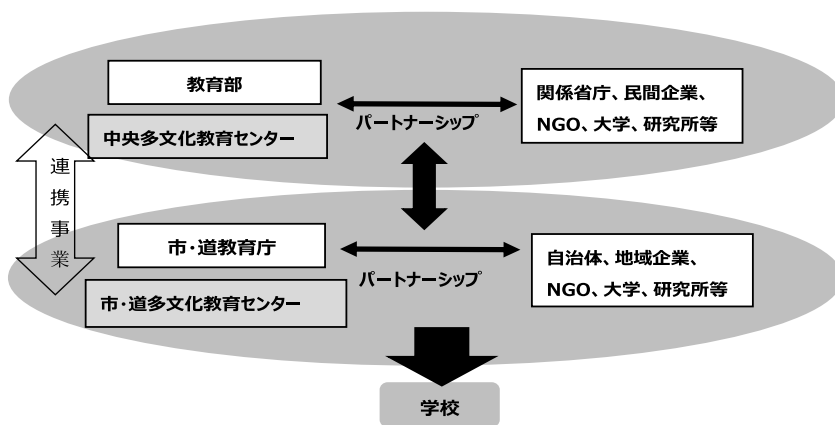 教育部
中央多文化教育センター
パートナーシップ
関係省庁、民間企業、
NGO、大学、研究所等
連携事業
市・道教育庁
市・道多文化教育センター
パートナーシップ
自治体、地域企業、
NGO、大学、研究所等
学校